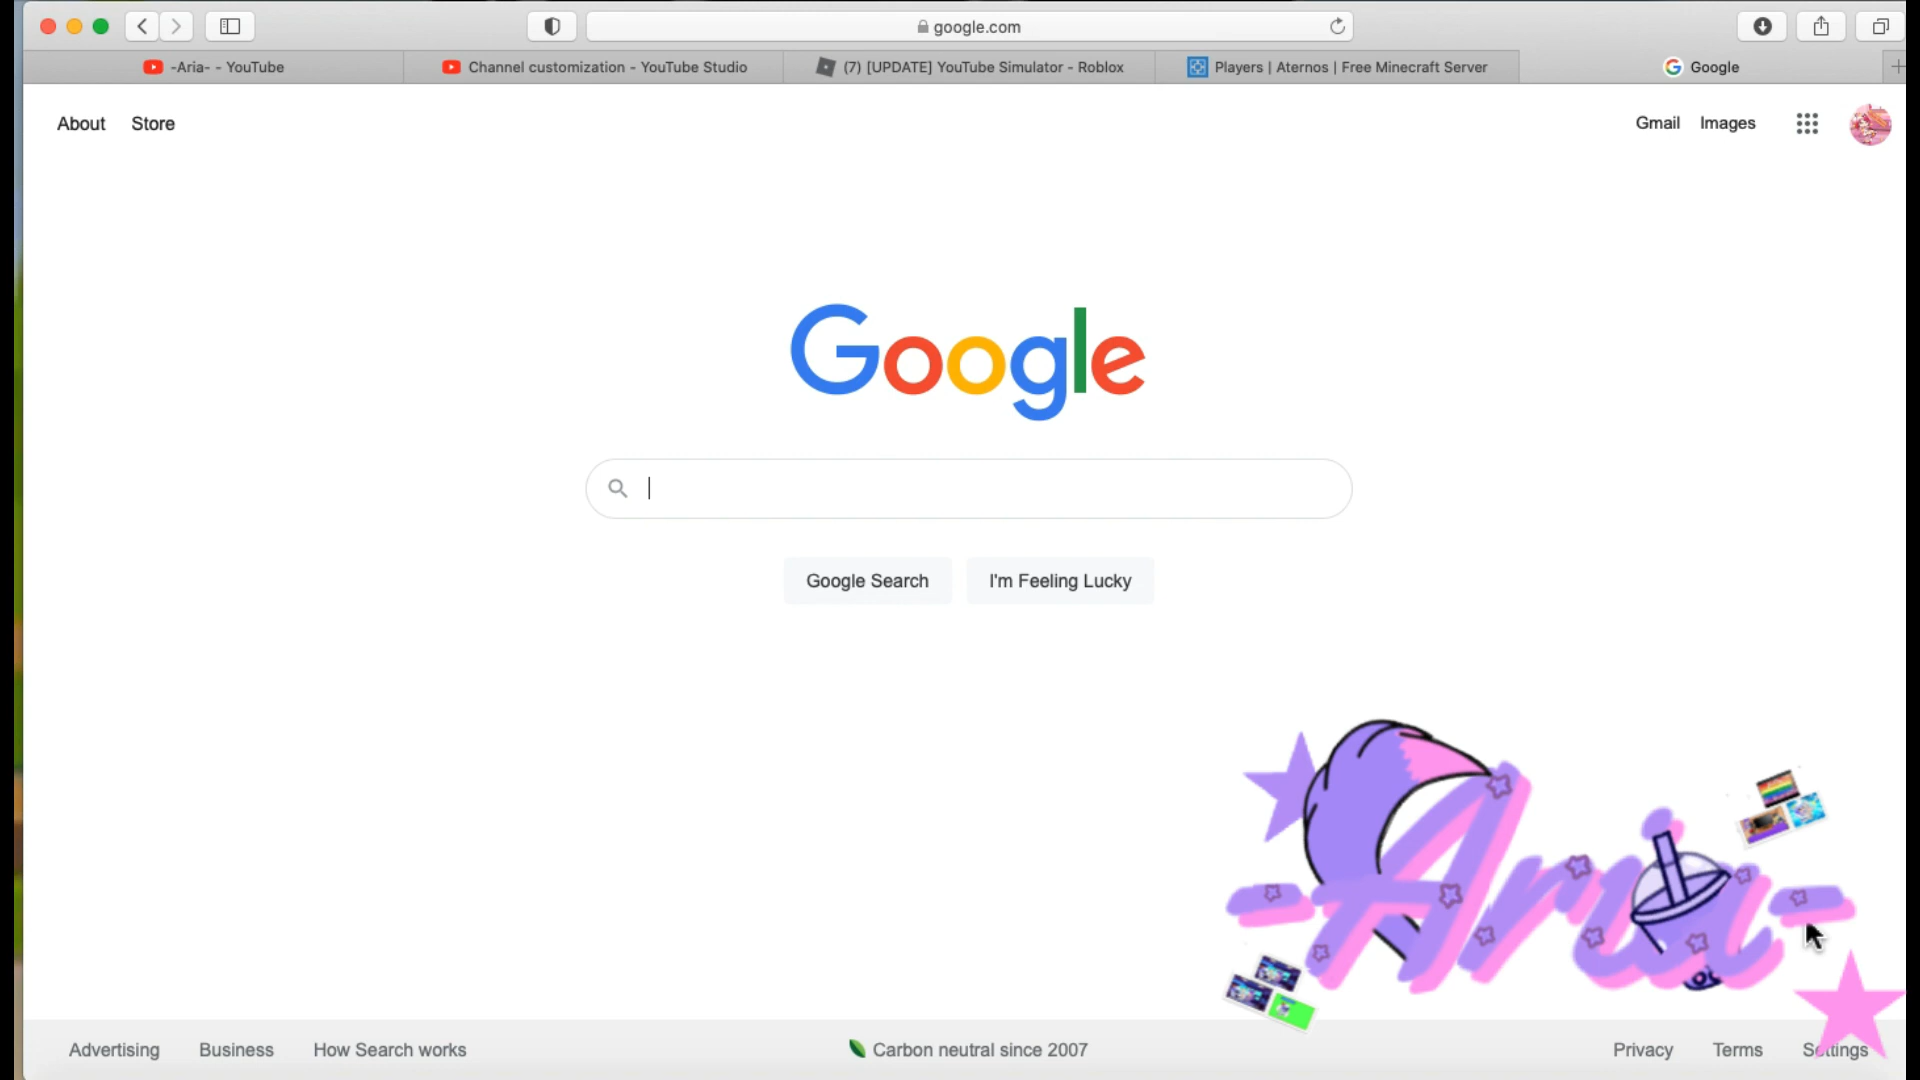 google.com
-Aria- - YouTube
Channel customization - YouTube Studio
(7) [UPDATE] YouTube Simulator - Roblox
Players | Aternos | Free Minecraft Server
Google
About
Store
Gmail
Images
Google
Google Search
I'm Feeling Lucky
-Aria-
Advertising
Business
How Search works
Carbon neutral since 2007
Privacy
Terms
Settings